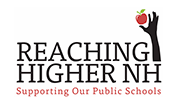 REACHING
HIGHER NH
Supporting Our Public Schools